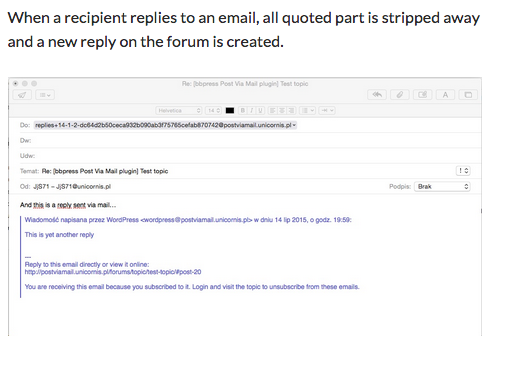 When a recipient replies to an email, all quoted part is stripped away
and a new reply on the forum is created.
Re: [bbpress Post Via Mail plugin] Test topic
Helvetica 14 B I U
Do: replies+14-1-2-dc64d2b50ceca932b090ab3f75765cefab870742@postviamail.unicornis.pl
Dw:
Udw:
Temat: Re: [bbpress Post Via Mail plugin] Test topic
Od: JjS71 – JjS71@unicornis.pl Podpis: Brak
And this is a reply sent via mail...
Wiadomość napisana przez WordPress <wordpress@postviamail.unicornis.pl> w dniu 14 lip 2015, o godz. 19:59:
This is yet another reply
---
Reply to this email directly or view it online:
http://postviamail.unicornis.pl/forums/topic/test-topic/#post-20
You are receiving this email because you subscribed to it. Login and visit the topic to unsubscribe from these emails.